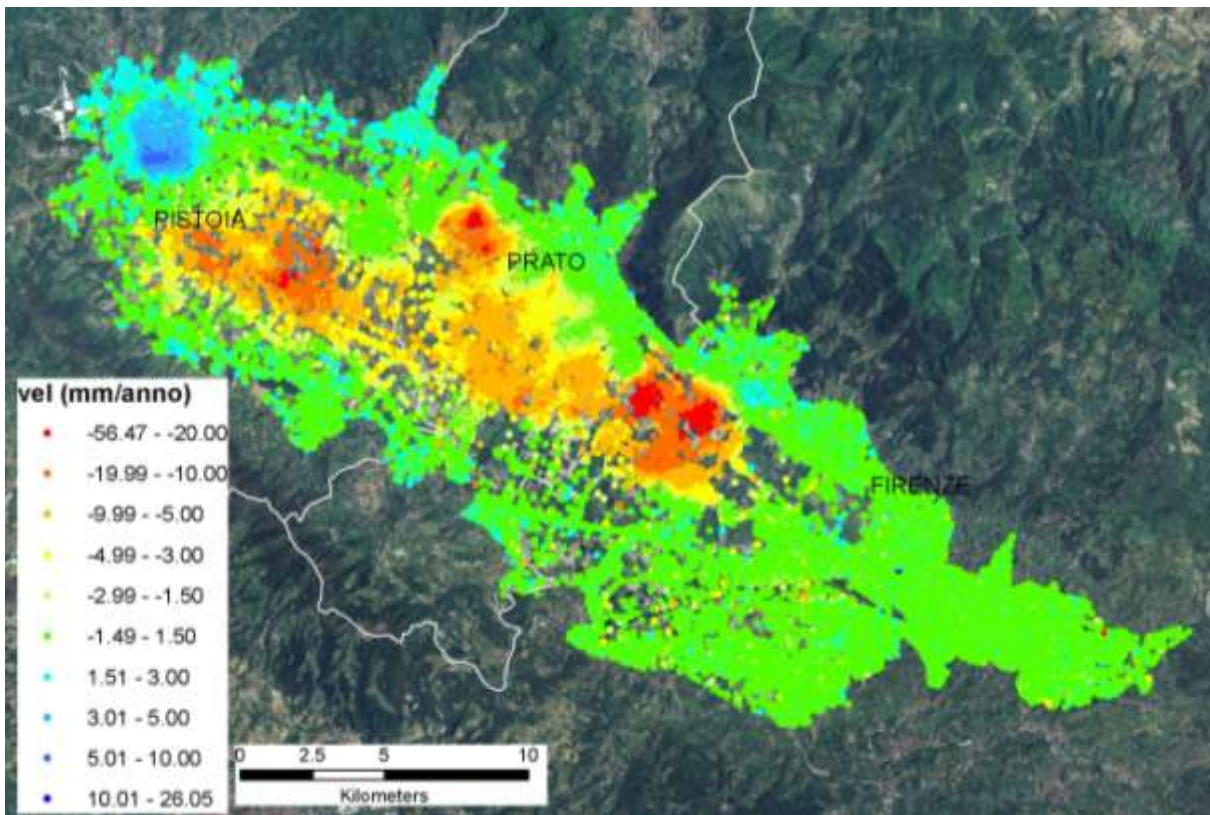 PISTOIA
PRATO
FIRENZE
vel (mm/anno)
-56.47 - -20.00
-19.99 - -10.00
-9.99 - -5.00
-4.99 - -3.00
-2.99 - -1.50
-1.49 - 1.50
1.51 - 3.00
3.01 - 5.00
5.01 - 10.00
10.01 - 26.05
0 2.5 5 10
Kilometers